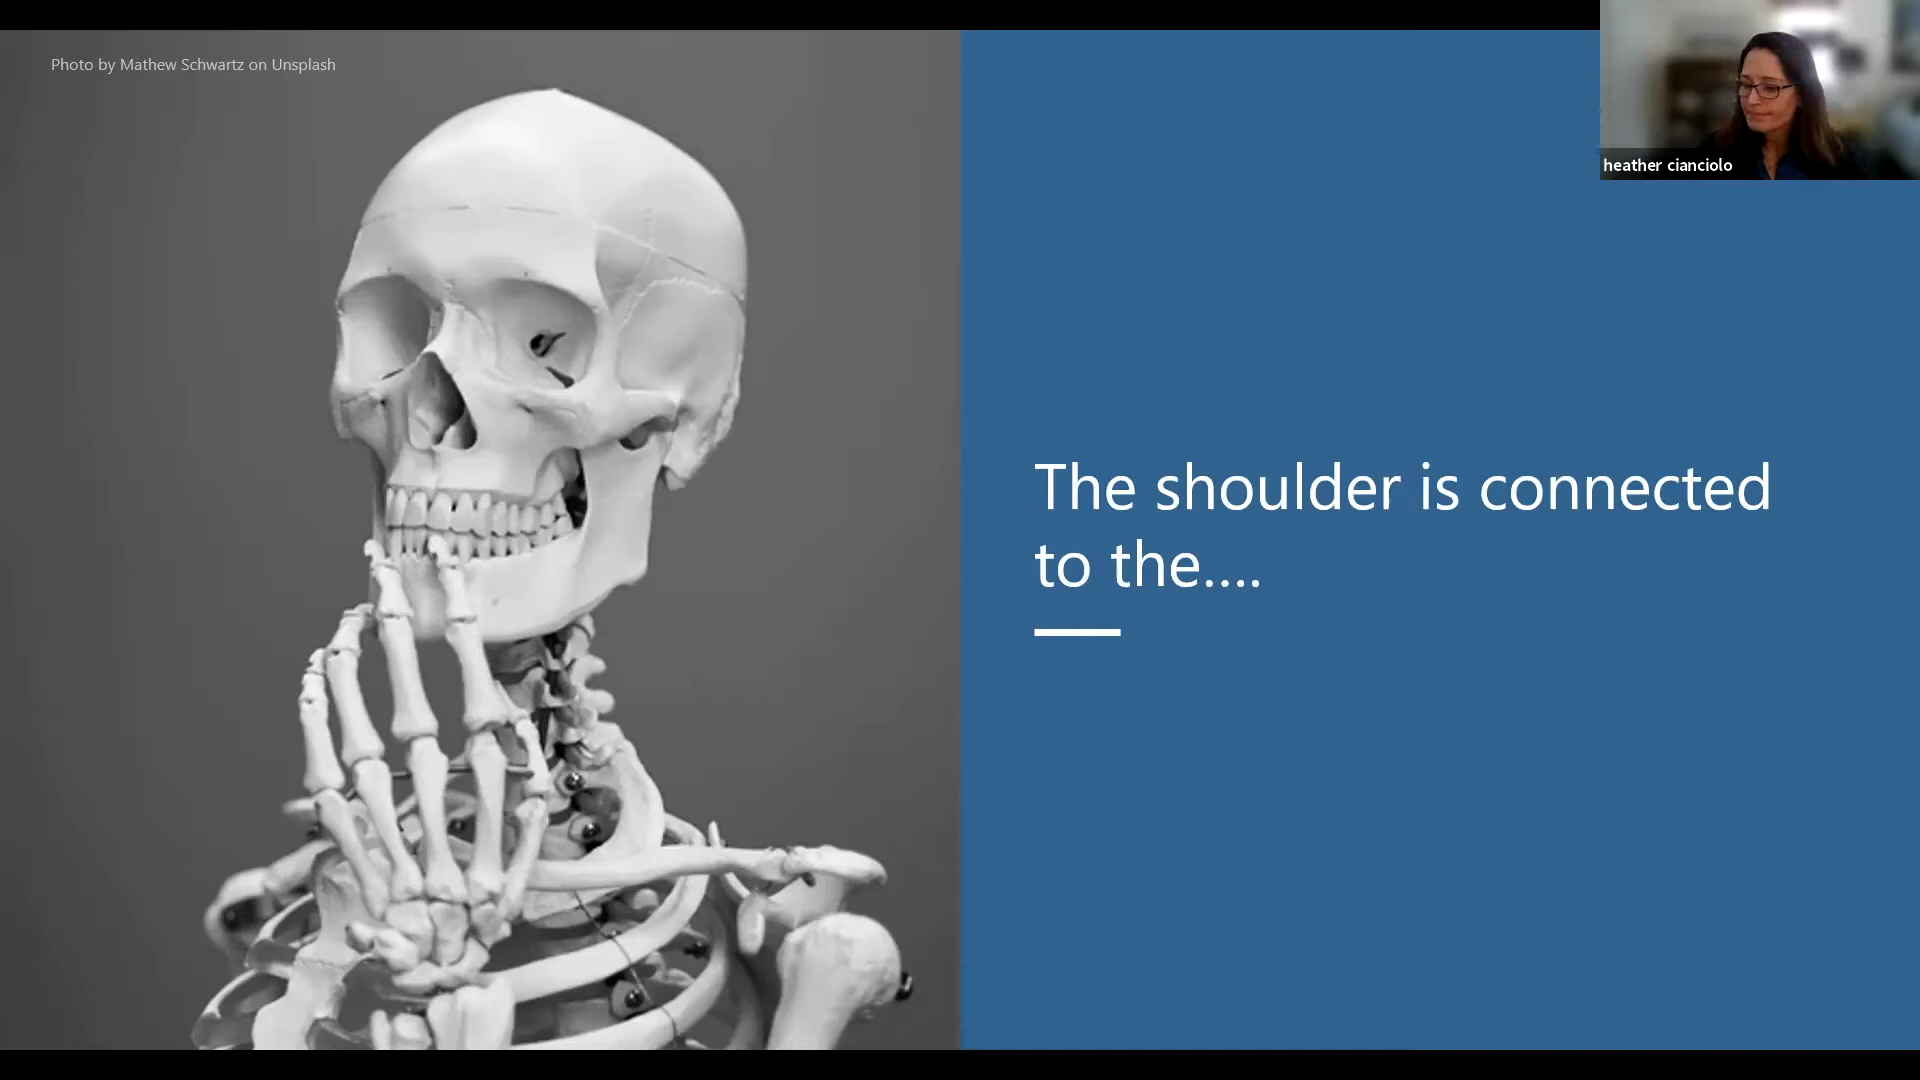 Photo by Mathew Schwartz on Unsplash
heather cianciolo
The shoulder is connected
to the....